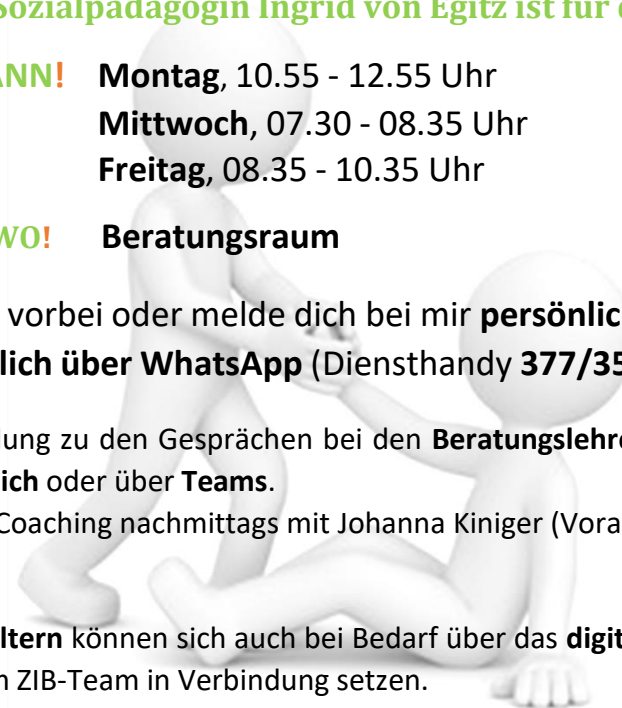 Sozialpädagogin Ingrid von Egitz ist für
ANN! Montag, 10.55 - 12.55 Uhr
Mittwoch, 07.30 - 08.35 Uhr
Freitag, 08.35 - 10.35 Uhr
WO! Beratungsraum
vorbei oder melde dich bei mir persönlic
lich über WhatsApp (Diensthandy 377/35
dung zu den Gesprächen bei den Beratungslehre
ich oder über Teams.
Coaching nachmittags mit Johanna Kiniger (Vora
ltern können sich auch bei Bedarf über das digit
ZIB-Team in Verbindung setzen.